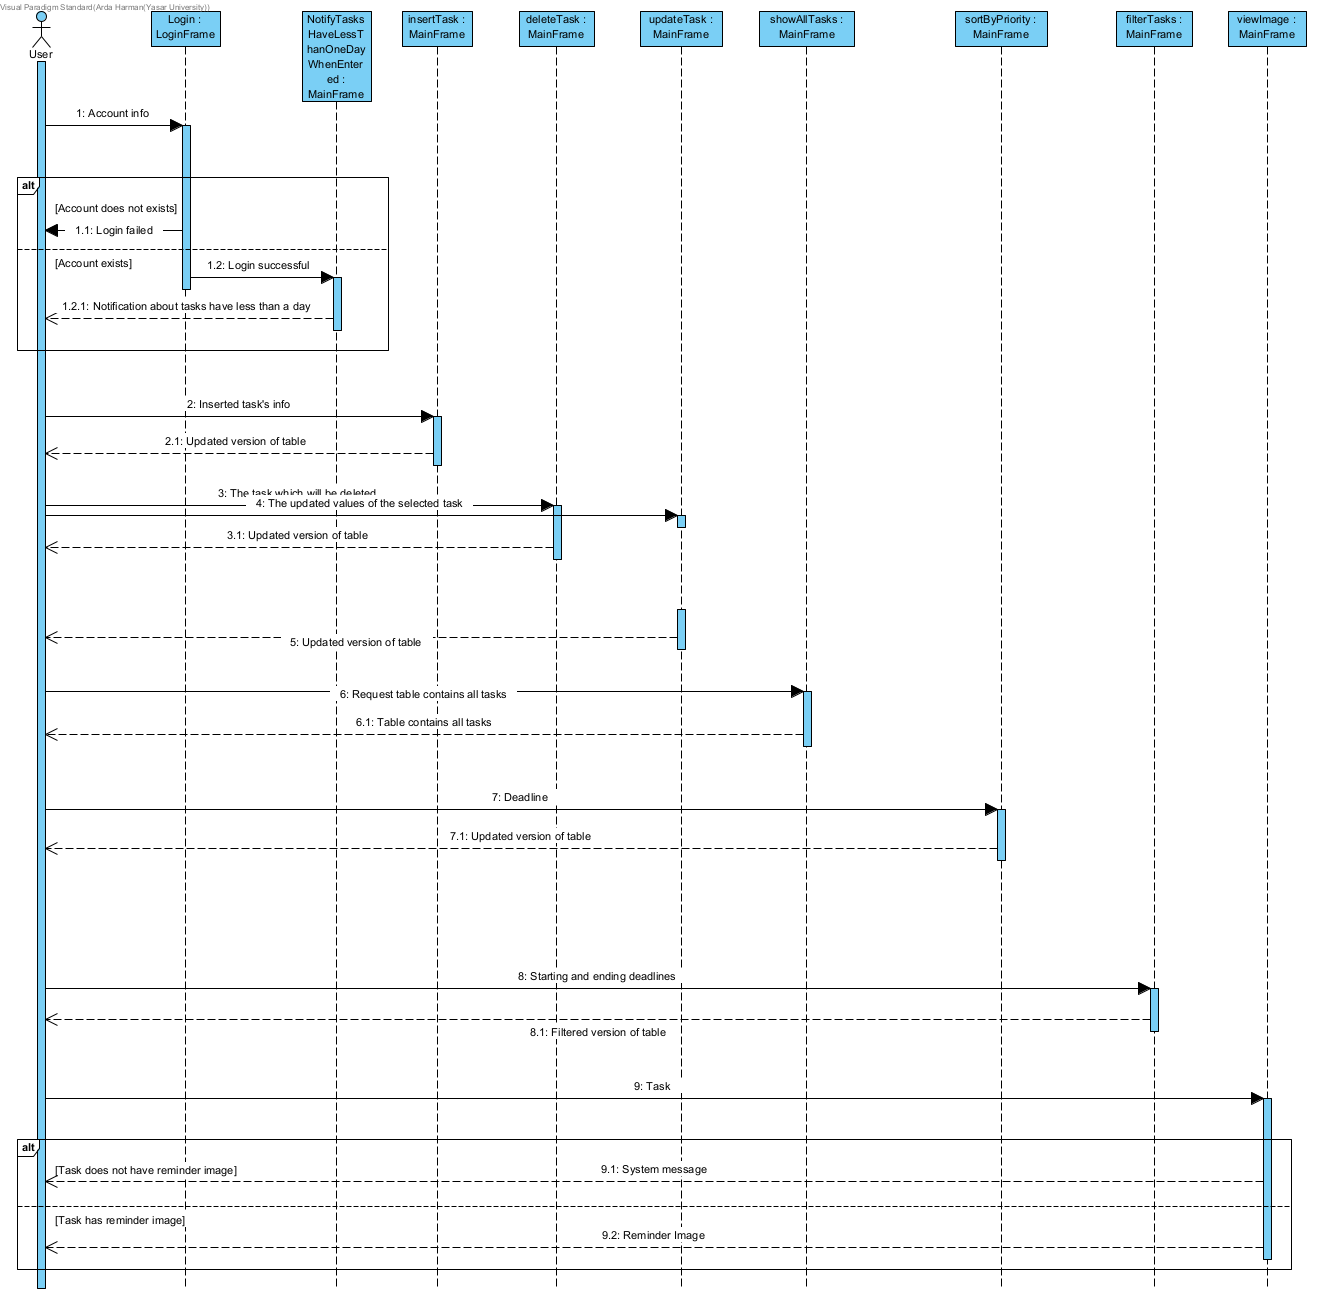 Visual Paradigm Standard(Arda Harman(Yasar University))
User
Login :
LoginFrame
NotifyTasks
HaveLessT
hanOneDay
WhenEnter
ed :
MainFrame
insertTask :
MainFrame
deleteTask :
MainFrame
updateTask :
MainFrame
showAllTasks :
MainFrame
sortByPriority :
MainFrame
filterTasks :
MainFrame
viewImage :
MainFrame
1: Account info
alt
[Account does not exists]
1.1: Login failed
[Account exists]
1.2: Login successful
1.2.1: Notification about tasks have less than a day
2: Inserted task's info
2.1: Updated version of table
3: The task which will be deleted
4: The updated values of the selected task
3.1: Updated version of table
5: Updated version of table
6: Request table contains all tasks
6.1: Table contains all tasks
7: Deadline
7.1: Updated version of table
8: Starting and ending deadlines
8.1: Filtered version of table
9: Task
alt
[Task does not have reminder image]
9.1: System message
[Task has reminder image]
9.2: Reminder Image